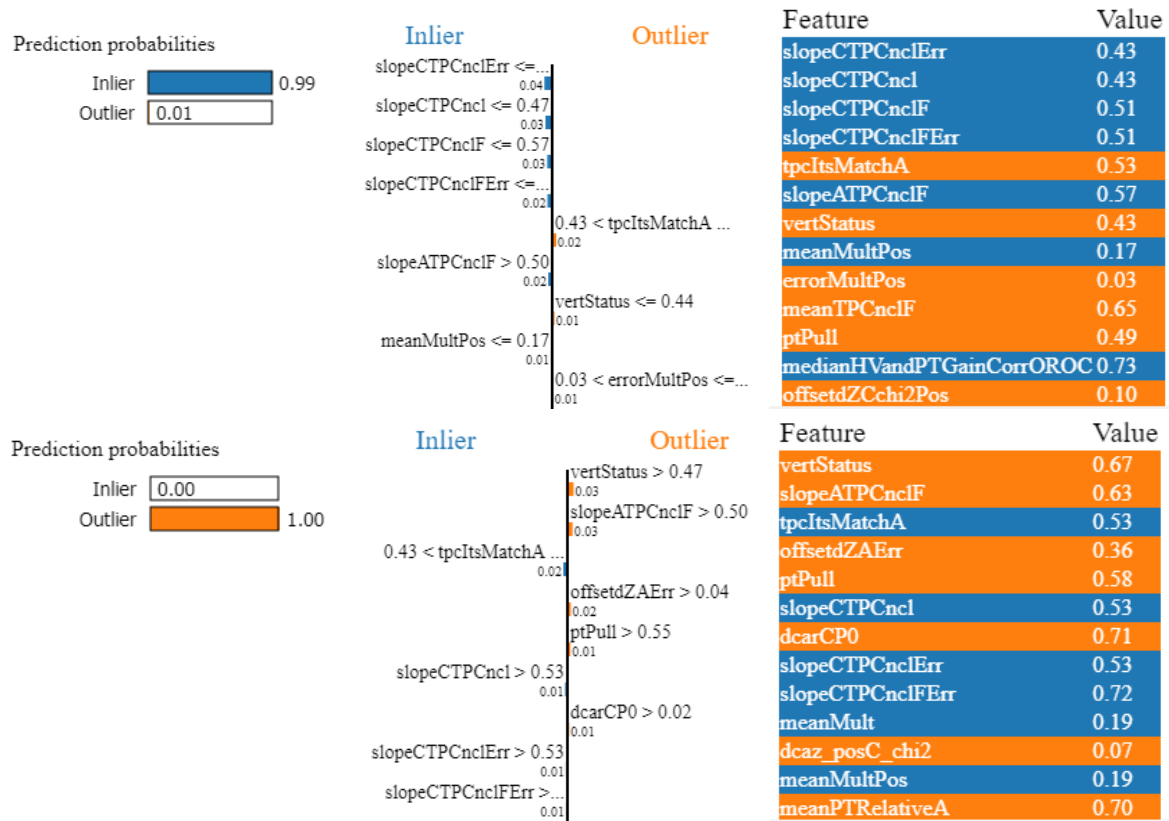 Prediction probabilities
Inlier 0.99
Outlier 0.01
Inlier Outlier
slopeCTPCnclErr <=...
0.04
slopeCTPCncl <= 0.47
0.03
slopeCTPCnclF <= 0.57
0.03
slopeCTPCnclFErr <=...
0.02
0.43 < tpcItsMatchA ...
0.02
slopeATPCnclF > 0.50
0.02
vertStatus <= 0.44
0.01
meanMultPos <= 0.17
0.01
0.03 < errorMultPos <=...
0.01
Feature Value
slopeCTPCnclErr 0.43
slopeCTPCncl 0.43
slopeCTPCnclF 0.51
slopeCTPCnclFErr 0.51
tpcItsMatchA 0.53
slopeATPCnclF 0.57
vertStatus 0.43
meanMultPos 0.17
errorMultPos 0.03
meanTPCnclF 0.65
ptPull 0.49
medianHVandPTGainCorrOROC 0.73
offsetdZCchi2Pos 0.10
Prediction probabilities
Inlier 0.00
Outlier 1.00
Inlier Outlier
vertStatus > 0.47
0.03
slopeATPCnclF > 0.50
0.03
0.43 < tpcItsMatchA ...
0.02
offsetdZAErr > 0.04
0.02
ptPull > 0.55
0.01
slopeCTPCncl > 0.53
0.01
dcarCP0 > 0.02
0.01
slopeCTPCnclErr > 0.53
0.01
slopeCTPCnclFErr >...
0.01
Feature Value
vertStatus 0.67
slopeATPCnclF 0.63
tpcItsMatchA 0.53
offsetdZAErr 0.36
ptPull 0.58
slopeCTPCncl 0.53
dcarCP0 0.71
slopeCTPCnclErr 0.53
slopeCTPCnclFErr 0.72
meanMult 0.19
dcaz_posC_chi2 0.07
meanMultPos 0.19
meanPTRelativeA 0.70